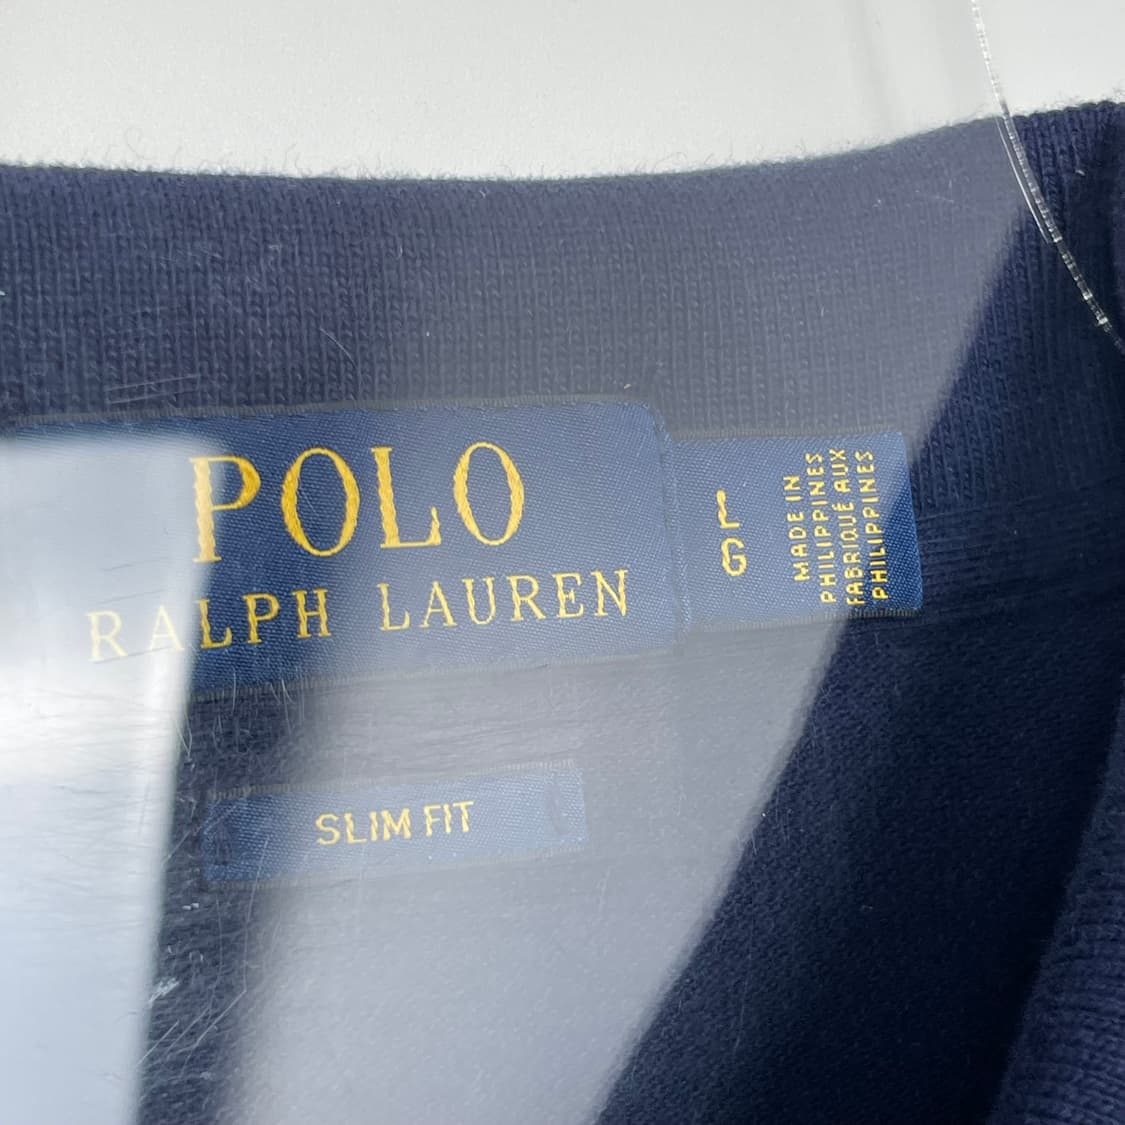 POLO
RALPH LAUREN
L
G
MADE IN
PHILIPPINES
FABRIQUÉ AUX
PHILIPPINES
SLIM FIT